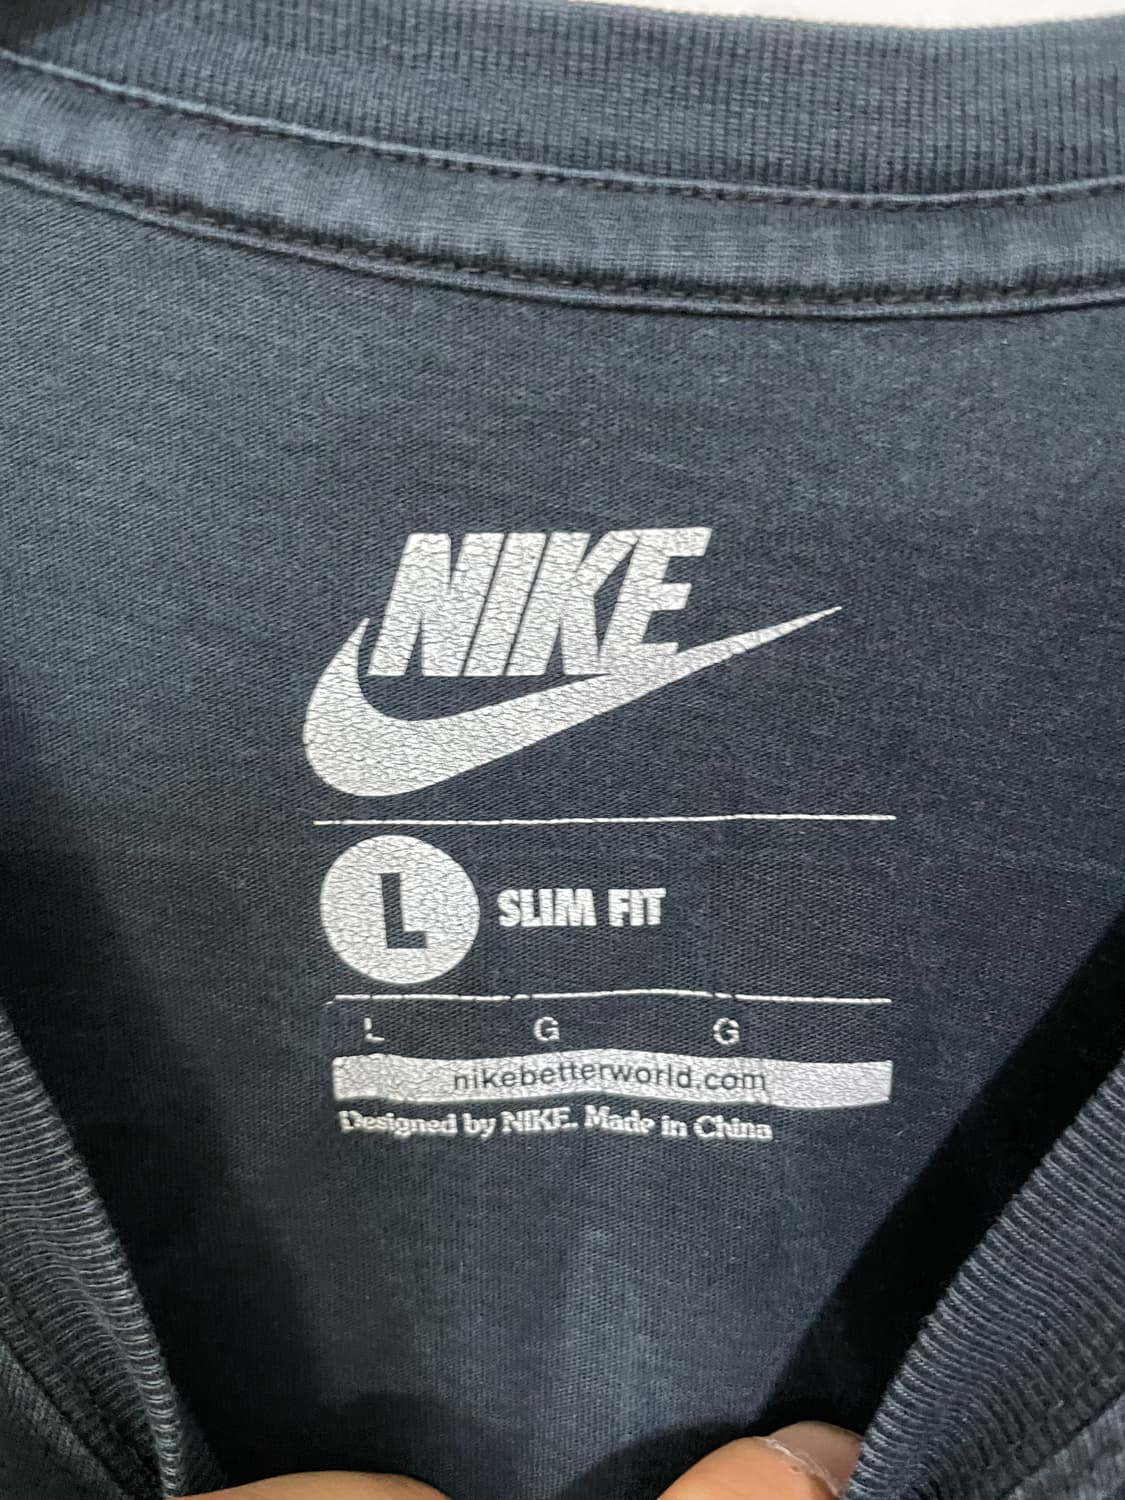 NIKE
L SLIM FIT
L G G
nikebetterworld.com
Designed by NIKE. Made in China